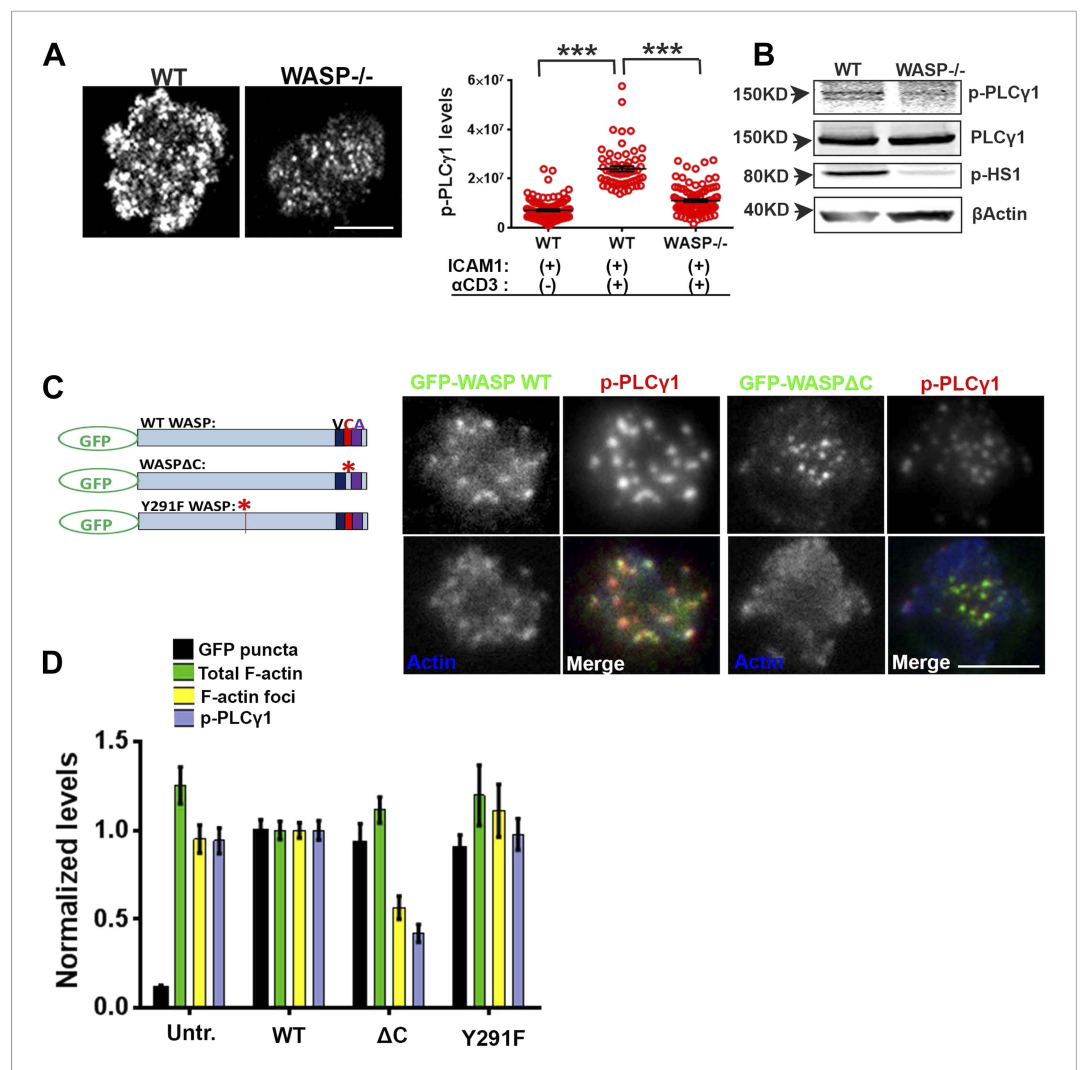 A
WT
WASP-/-
p-PLCγ1 levels
6×10⁷
4×10⁷
2×10⁷
0
***
***
WT
WT
WASP-/-
ICAM1: (+) (+) (+)
αCD3 : (-) (+) (+)
B
WT
WASP-/-
150KD
p-PLCγ1
150KD
PLCγ1
80KD
p-HS1
40KD
βActin
C
WT WASP:
VCA
GFP
WASPΔC:
*
GFP
Y291F WASP:*
GFP
GFP-WASP WT
p-PLCγ1
GFP-WASPΔC
p-PLCγ1
Actin
Merge
Actin
Merge
D
GFP puncta
Total F-actin
F-actin foci
p-PLCγ1
Normalized levels
1.5
1.0
0.5
0.0
Untr.
WT
ΔC
Y291F